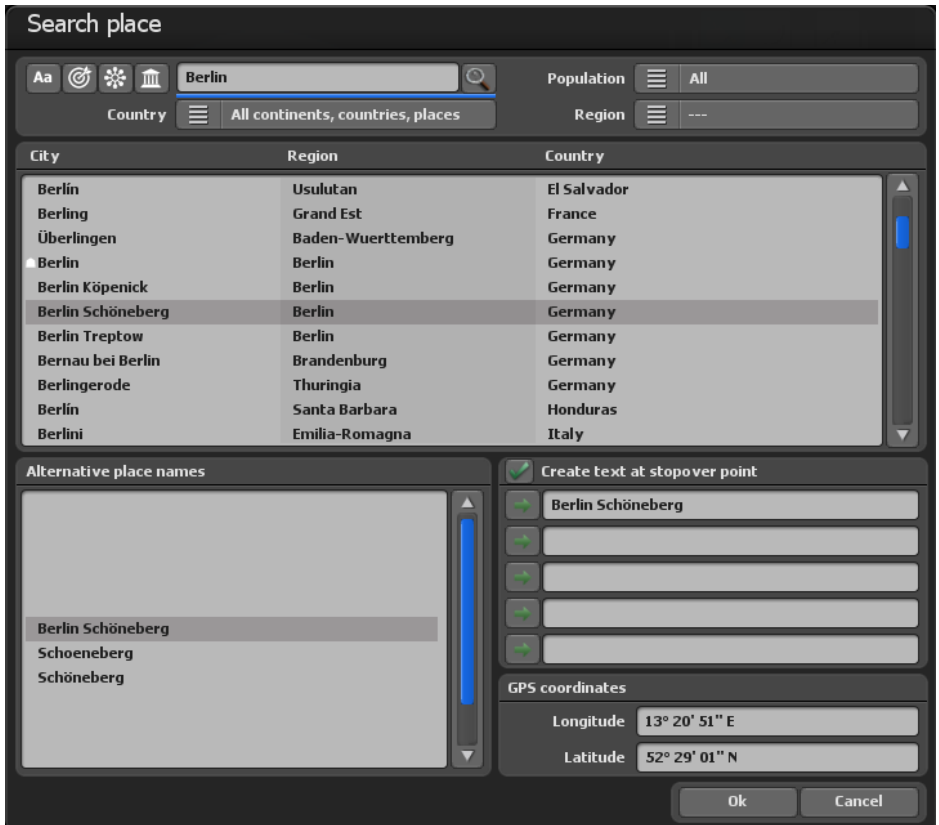 Search place
Aa Berlin Population All
Country All continents, countries, places Region ---
City Region Country
Berlín Usulutan El Salvador
Berling Grand Est France
Überlingen Baden-Wuerttemberg Germany
Berlin Berlin Germany
Berlin Köpenick Berlin Germany
Berlin Schöneberg Berlin Germany
Berlin Treptow Berlin Germany
Bernau bei Berlin Brandenburg Germany
Berlingerode Thuringia Germany
Berlín Santa Barbara Honduras
Berlini Emilia-Romagna Italy
Alternative place names
Berlin Schöneberg
Schoeneberg
Schöneberg
Create text at stopover point
Berlin Schöneberg
GPS coordinates
Longitude 13° 20' 51" E
Latitude 52° 29' 01" N
Ok Cancel